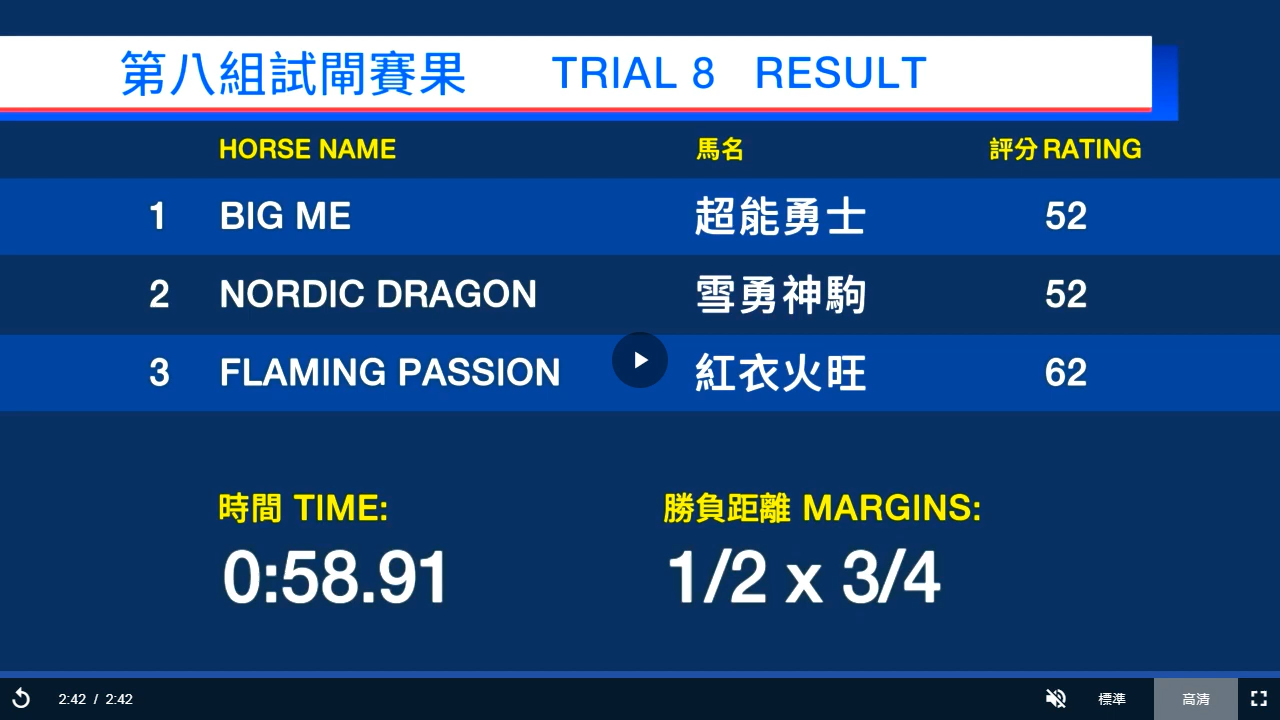 第八組試閘賽果 TRIAL 8 RESULT
HORSE NAME 馬名 評分 RATING
1 BIG ME 超能勇士 52
2 NORDIC DRAGON 雪勇神駒 52
3 FLAMING PASSION 紅衣火旺 62
時間 TIME: 勝負距離 MARGINS:
0:58.91 1/2 x 3/4
2:42 / 2:42 標準 高清